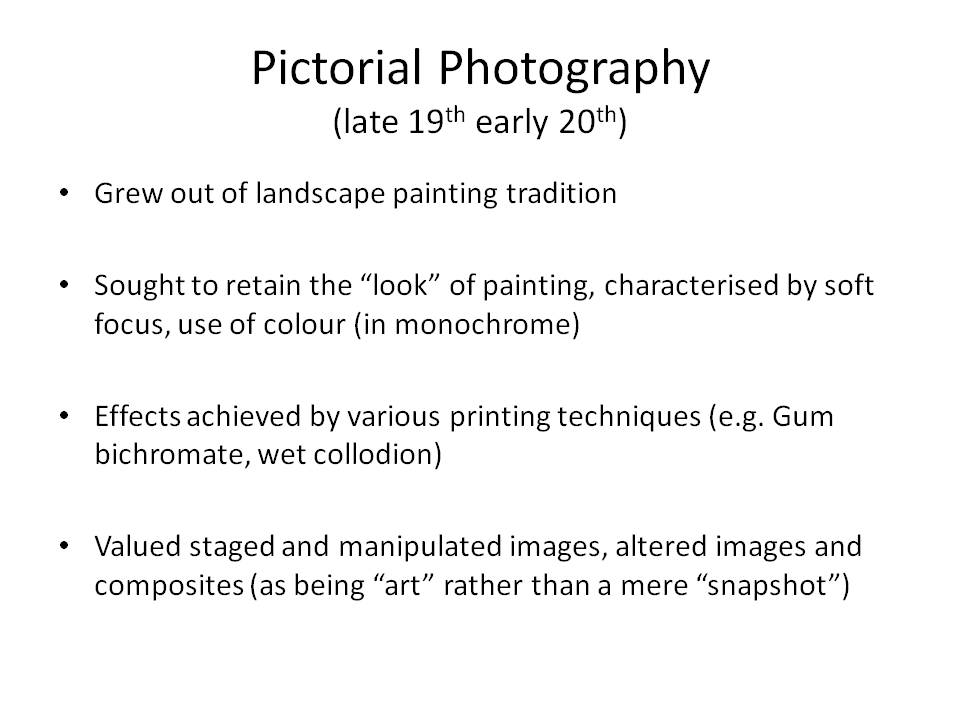 Pictorial Photography
(late 19th early 20th)
• Grew out of landscape painting tradition
• Sought to retain the “look” of painting, characterised by soft
focus, use of colour (in monochrome)
• Effects achieved by various printing techniques (e.g. Gum
bichromate, wet collodion)
• Valued staged and manipulated images, altered images and
composites (as being “art” rather than a mere “snapshot”)